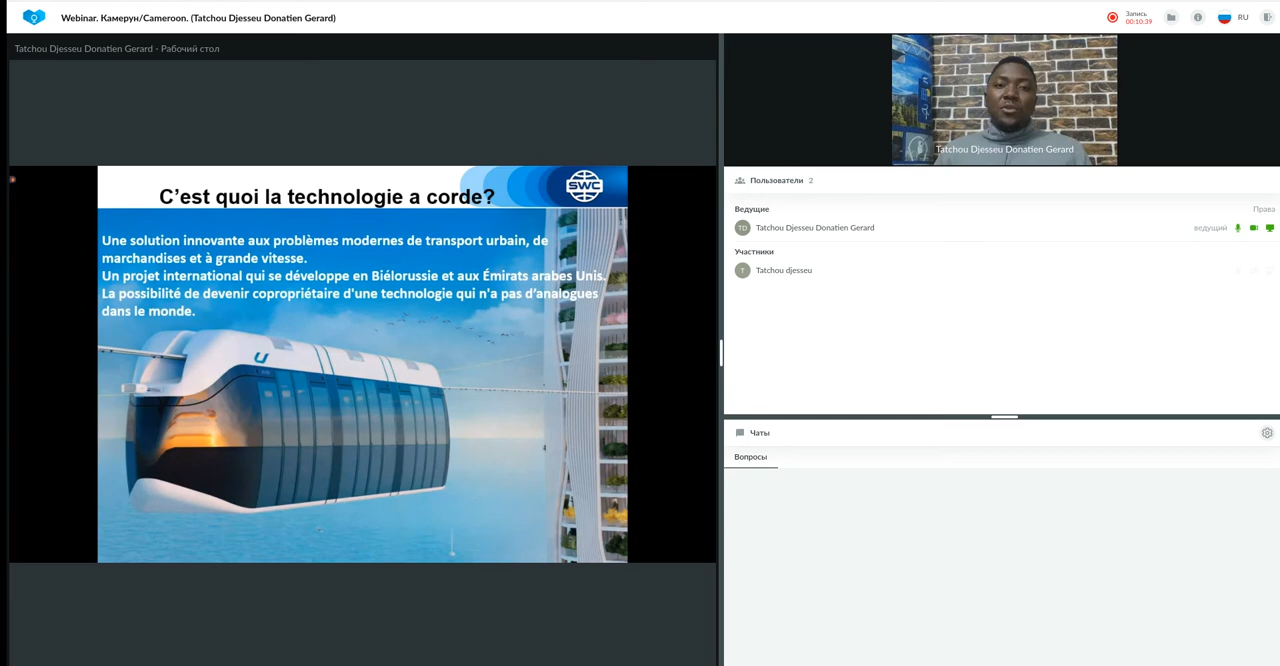 Webinar. Камерун/Cameroon. (Tatchou Djesseu Donatien Gerard)
Запись
00:10:39
RU
Tatchou Djesseu Donatien Gerard - Рабочий стол
C’est quoi la technologie a corde?
SWC
Une solution innovante aux problèmes modernes de transport urbain, de
marchandises et à grande vitesse.
Un projet international qui se développe en Biélorussie et aux Émirats arabes Unis.
La possibilité de devenir copropriétaire d'une technologie qui n'a pas d’analogues
dans le monde.
Tatchou Djesseu Donatien Gerard
Пользователи 2
Ведущие
Права
TD
Tatchou Djesseu Donatien Gerard
ведущий
Участники
T
Tatchou djesseu
Чаты
Вопросы